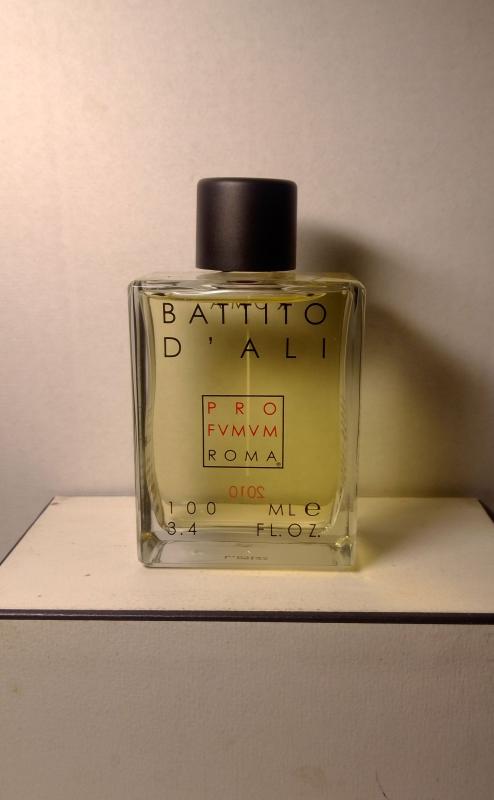 BATTITO
D'ALI
PRO
FVMVM
ROMA®
2010
100 ML e
3.4 FL.OZ.